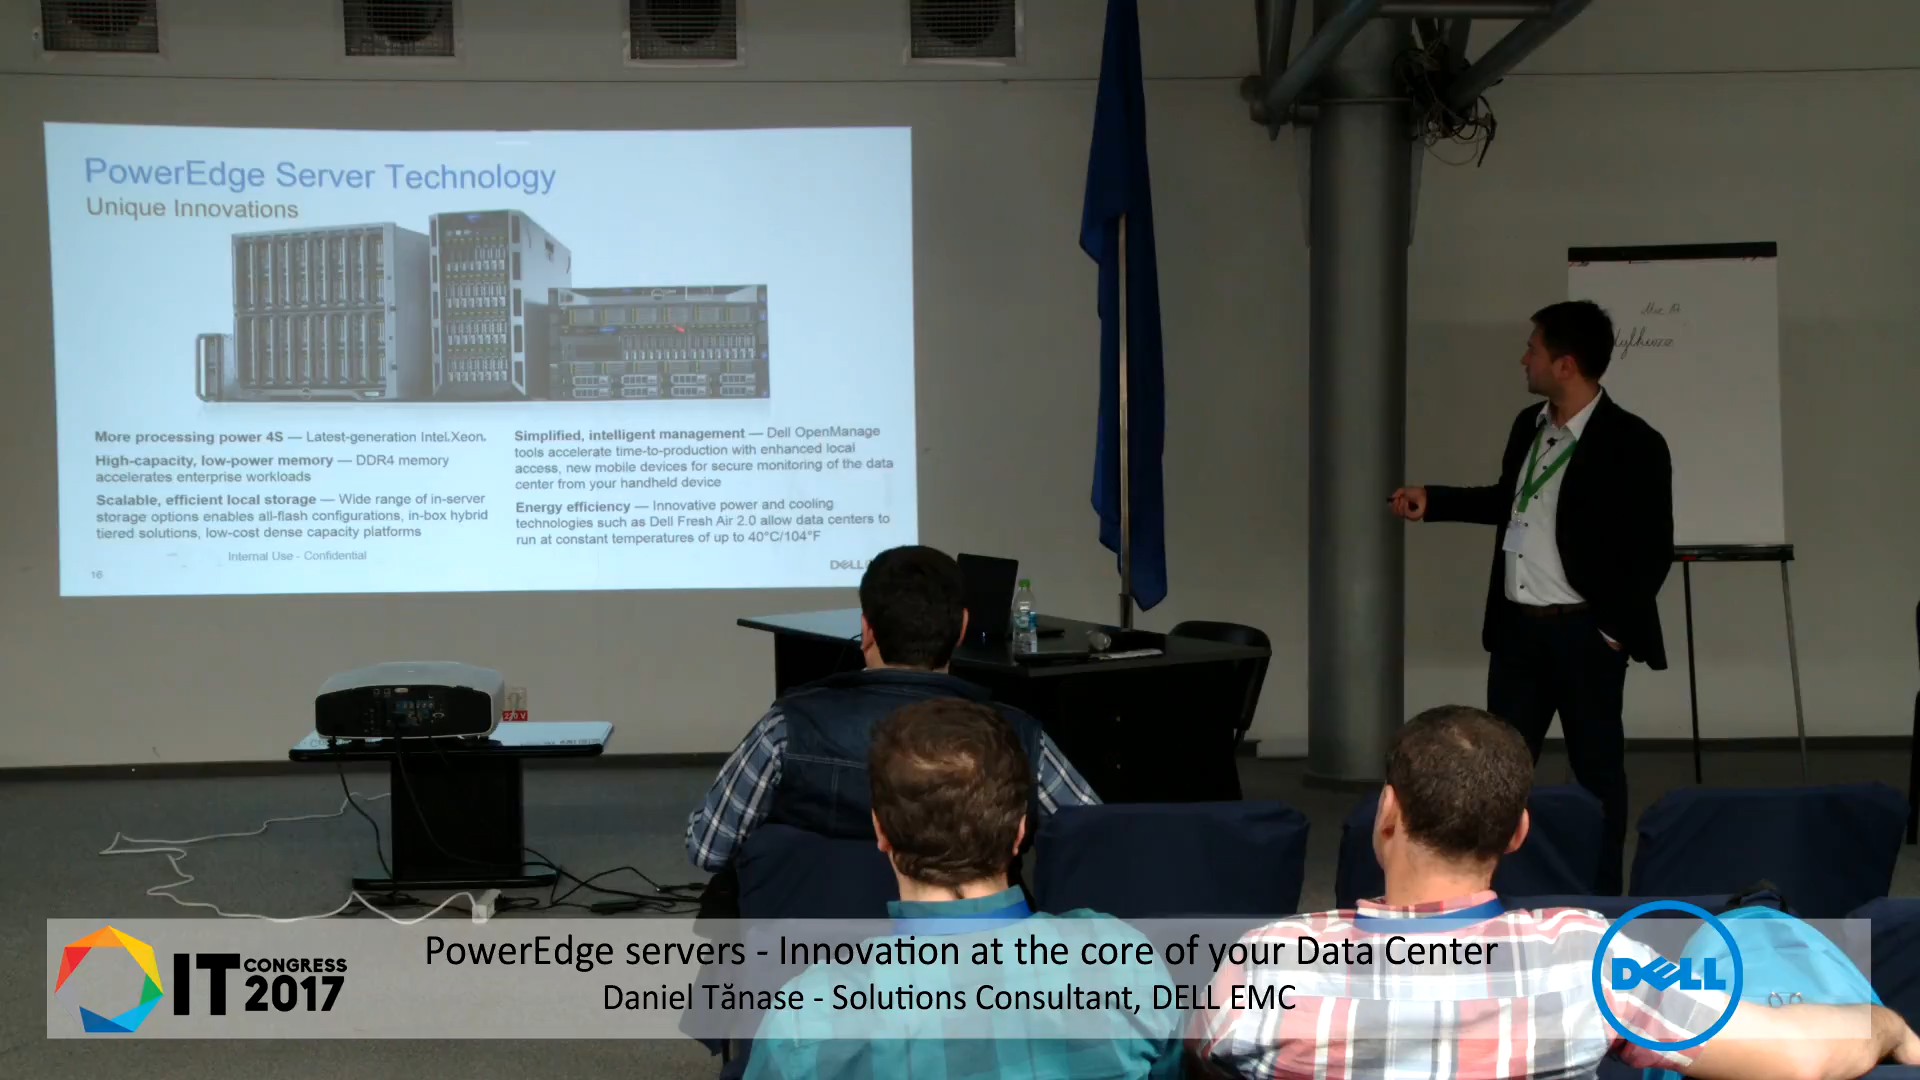 PowerEdge Server Technology
Unique Innovations
More processing power 4S — Latest-generation Intel.Xeon.
High-capacity, low-power memory — DDR4 memory
accelerates enterprise workloads
Scalable, efficient local storage — Wide range of in-server
storage options enables all-flash configurations, in-box hybrid
tiered solutions, low-cost dense capacity platforms
Simplified, intelligent management — Dell OpenManage
tools accelerate time-to-production with enhanced local
access, new mobile devices for secure monitoring of the data
center from your handheld device
Energy efficiency — Innovative power and cooling
technologies such as Dell Fresh Air 2.0 allow data centers to
run at constant temperatures of up to 40°C/104°F
Internal Use - Confidential
16
DELL
220 V
IT CONGRESS
2017
PowerEdge servers - Innovation at the core of your Data Center
Daniel Tănase - Solutions Consultant, DELL EMC
DELL